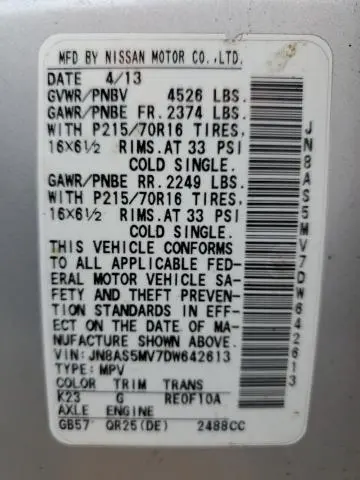 MFD BY NISSAN MOTOR CO.,LTD.
DATE 4/13
GVWR/PNBV 4526 LBS.
GAWR/PNBE FR. 2374 LBS.
WITH P215/70R16 TIRES,
16X6½ RIMS. AT 33 PSI
COLD SINGLE.
GAWR/PNBE RR. 2249 LBS.
WITH P215/70R16 TIRES,
16X6½ RIMS. AT 33 PSI
COLD SINGLE.
THIS VEHICLE CONFORMS
TO ALL APPLICABLE FED-
ERAL MOTOR VEHICLE SA-
FETY AND THEFT PREVEN-
TION STANDARDS IN EFF-
ECT ON THE DATE OF MA-
NUFACTURE SHOWN ABOVE.
VIN: JN8AS5MV7DW642613
TYPE: MPV
COLOR TRIM TRANS
K23 G RE0F10A
AXLE ENGINE
GB57 QR25(DE) 2488CC
JN8AS5MV7DW642613